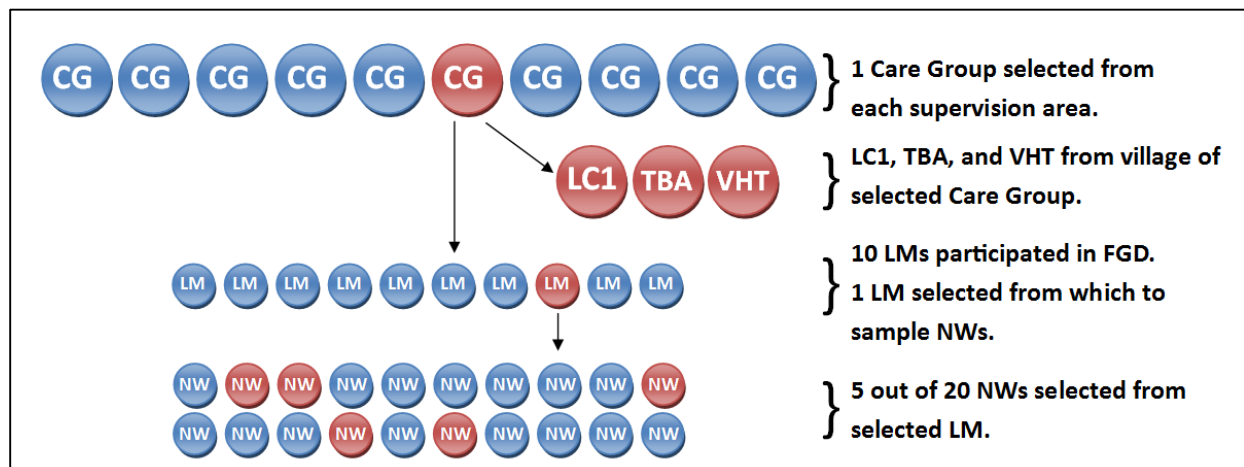 CG CG CG CG CG CG CG CG CG CG
1 Care Group selected from
each supervision area.
LC1 TBA VHT
LC1, TBA, and VHT from village of
selected Care Group.
LM LM LM LM LM LM LM LM LM LM
10 LMs participated in FGD.
1 LM selected from which to
sample NWs.
NW NW NW NW NW NW NW NW NW NW
NW NW NW NW NW NW NW NW NW NW
5 out of 20 NWs selected from
selected LM.